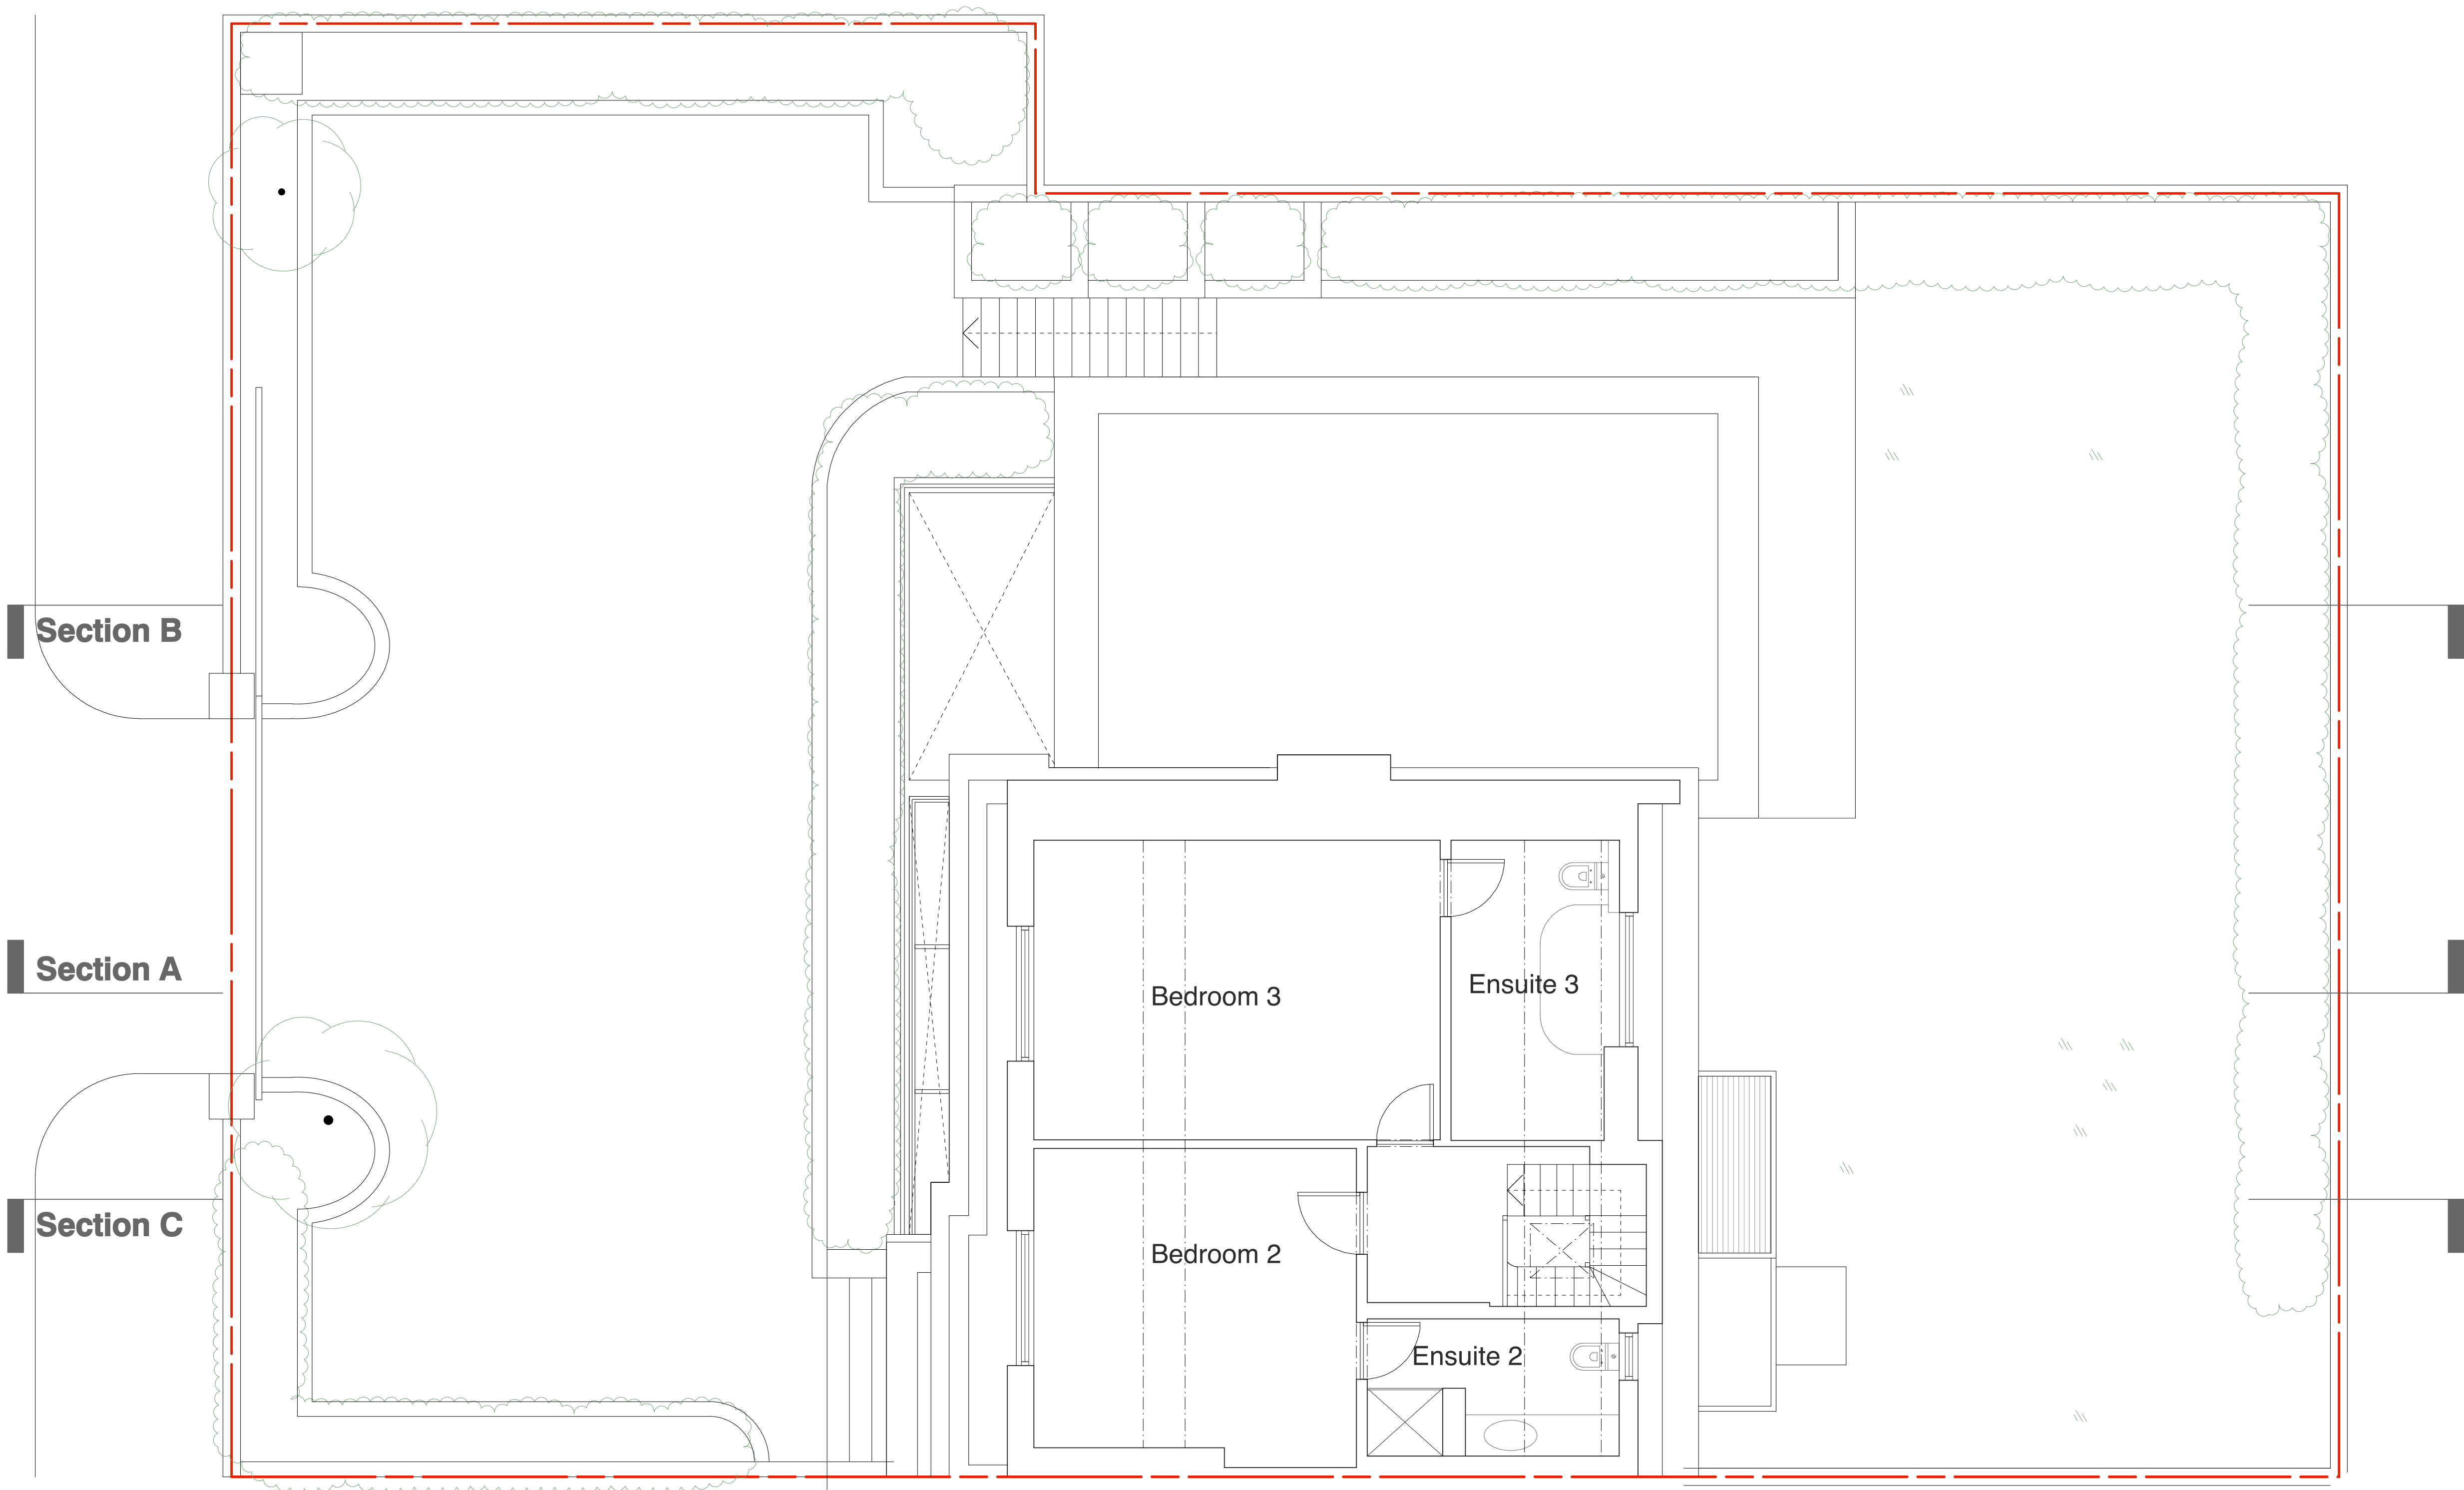 Section B
Section A
Bedroom 3
Ensuite 3
Section C
Bedroom 2
Ensuite 2